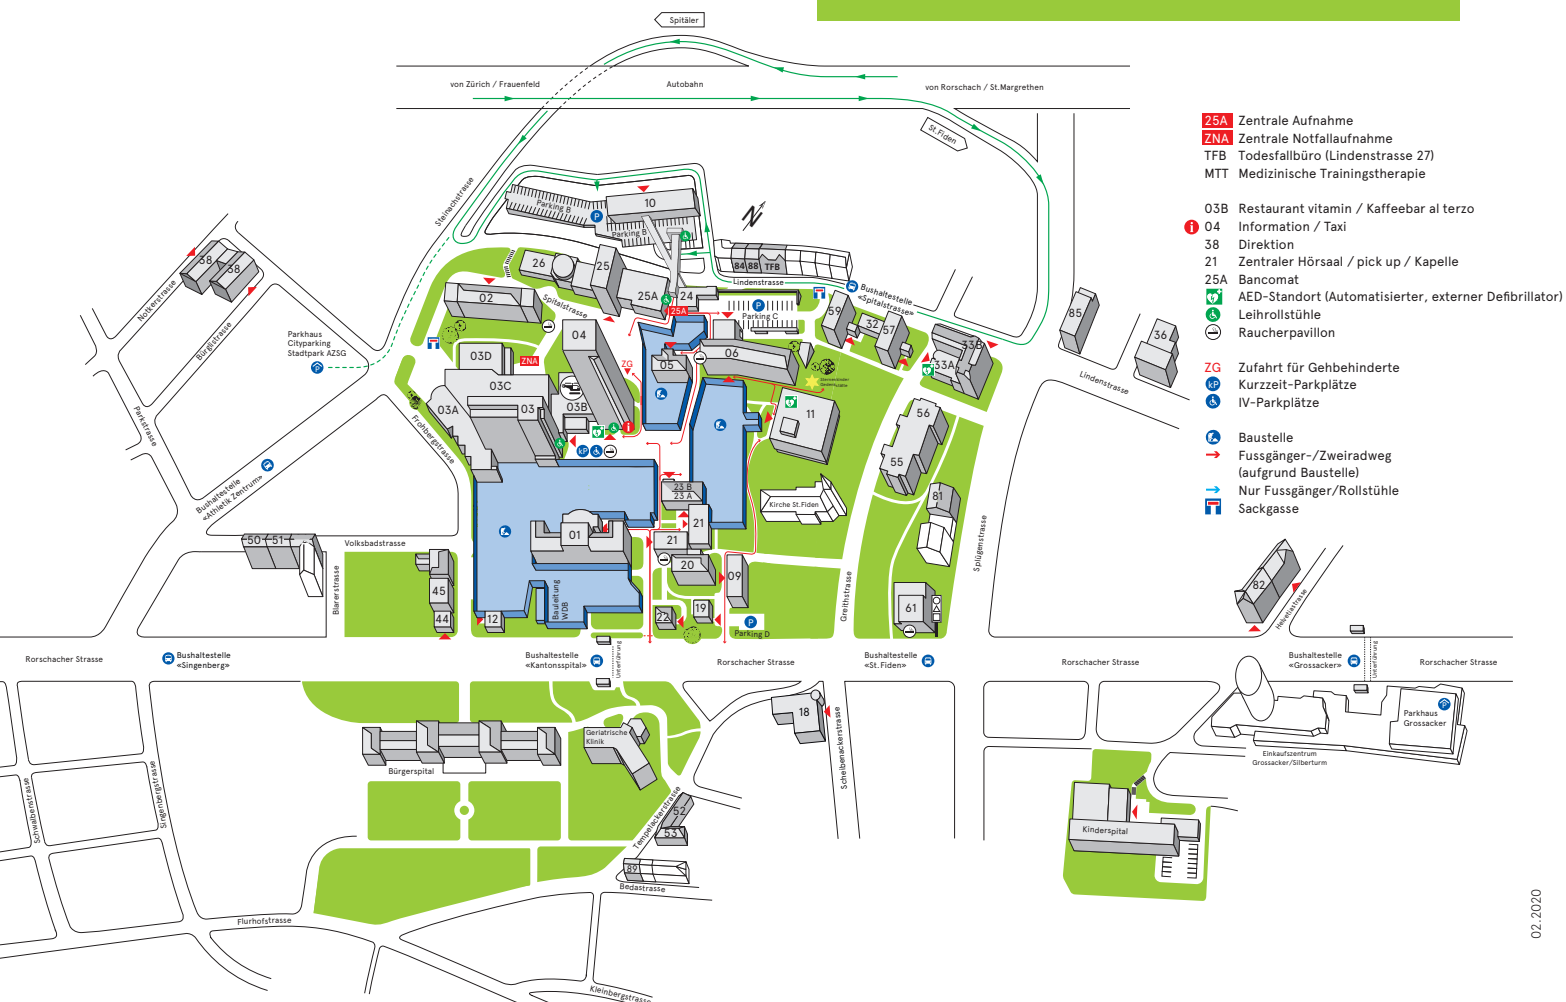 Spitäler
von Zürich / Frauenfeld
Autobahn
von Rorschach / St.Margrethen
St.Fiden
Steinachstrasse
25A Zentrale Aufnahme
ZNA Zentrale Notfallaufnahme
TFB Todesfallbüro (Lindenstrasse 27)
MTT Medizinische Trainingstherapie
03B Restaurant vitamin / Kaffeebar al terzo
i 04 Information / Taxi
38 Direktion
21 Zentraler Hörsaal / pick up / Kapelle
25A Bancomat
AED-Standort (Automatisierter, externer Defibrillator)
Leihrollstühle
Raucherpavillon
ZG Zufahrt für Gehbehinderte
kP Kurzzeit-Parkplätze
IV-Parkplätze
Baustelle
Fussgänger-/Zweiradweg
(aufgrund Baustelle)
Nur Fussgänger/Rollstühle
Sackgasse
Parking B
P
10
Parking B
N
38
38
26
25
84 88 TFB
Lindenstrasse
Bushaltestelle
«Spitalstrasse»
02
Spitalstrasse
25A
24
25A
P
Parking C
59
32
57
33B
33A
85
36
Lindenstrasse
Notkerstrasse
Bürglistrasse
Parkhaus
Cityparking
Stadtpark AZSG
P
04
03D
ZNA
ZG
05
06
03C
03A
03
03B
i
kP
11
56
55
Parkstrasse
Frohbergstrasse
Bushaltestelle
«Athletik Zentrum»
23 B
23 A
Kirche St.Fiden
81
21
01
21
20
09
50
51
Volksbadstrasse
Blarerstrasse
45
44
12
Bauleitung
WDB
22
19
P
Parking D
Greithstrasse
61
Splügenstrasse
82
Helvetiastrasse
Rorschacher Strasse
Bushaltestelle
«Singenberg»
Bushaltestelle
«Kantonsspital»
Unterführung
Rorschacher Strasse
Bushaltestelle
«St.Fiden»
Rorschacher Strasse
Bushaltestelle
«Grossacker»
Unterführung
Rorschacher Strasse
Bürgerspital
Geriatrische
Klinik
18
Scheibenackerstrasse
Parkhaus
Grossacker
P
Einkaufszentrum
Grossacker/Silberturm
Schwalbenstrasse
Singenbergstrasse
52
53
Tempelackerstrasse
89
Bedastrasse
Kinderspital
Flurhofstrasse
Kleinbergstrasse
02.2020